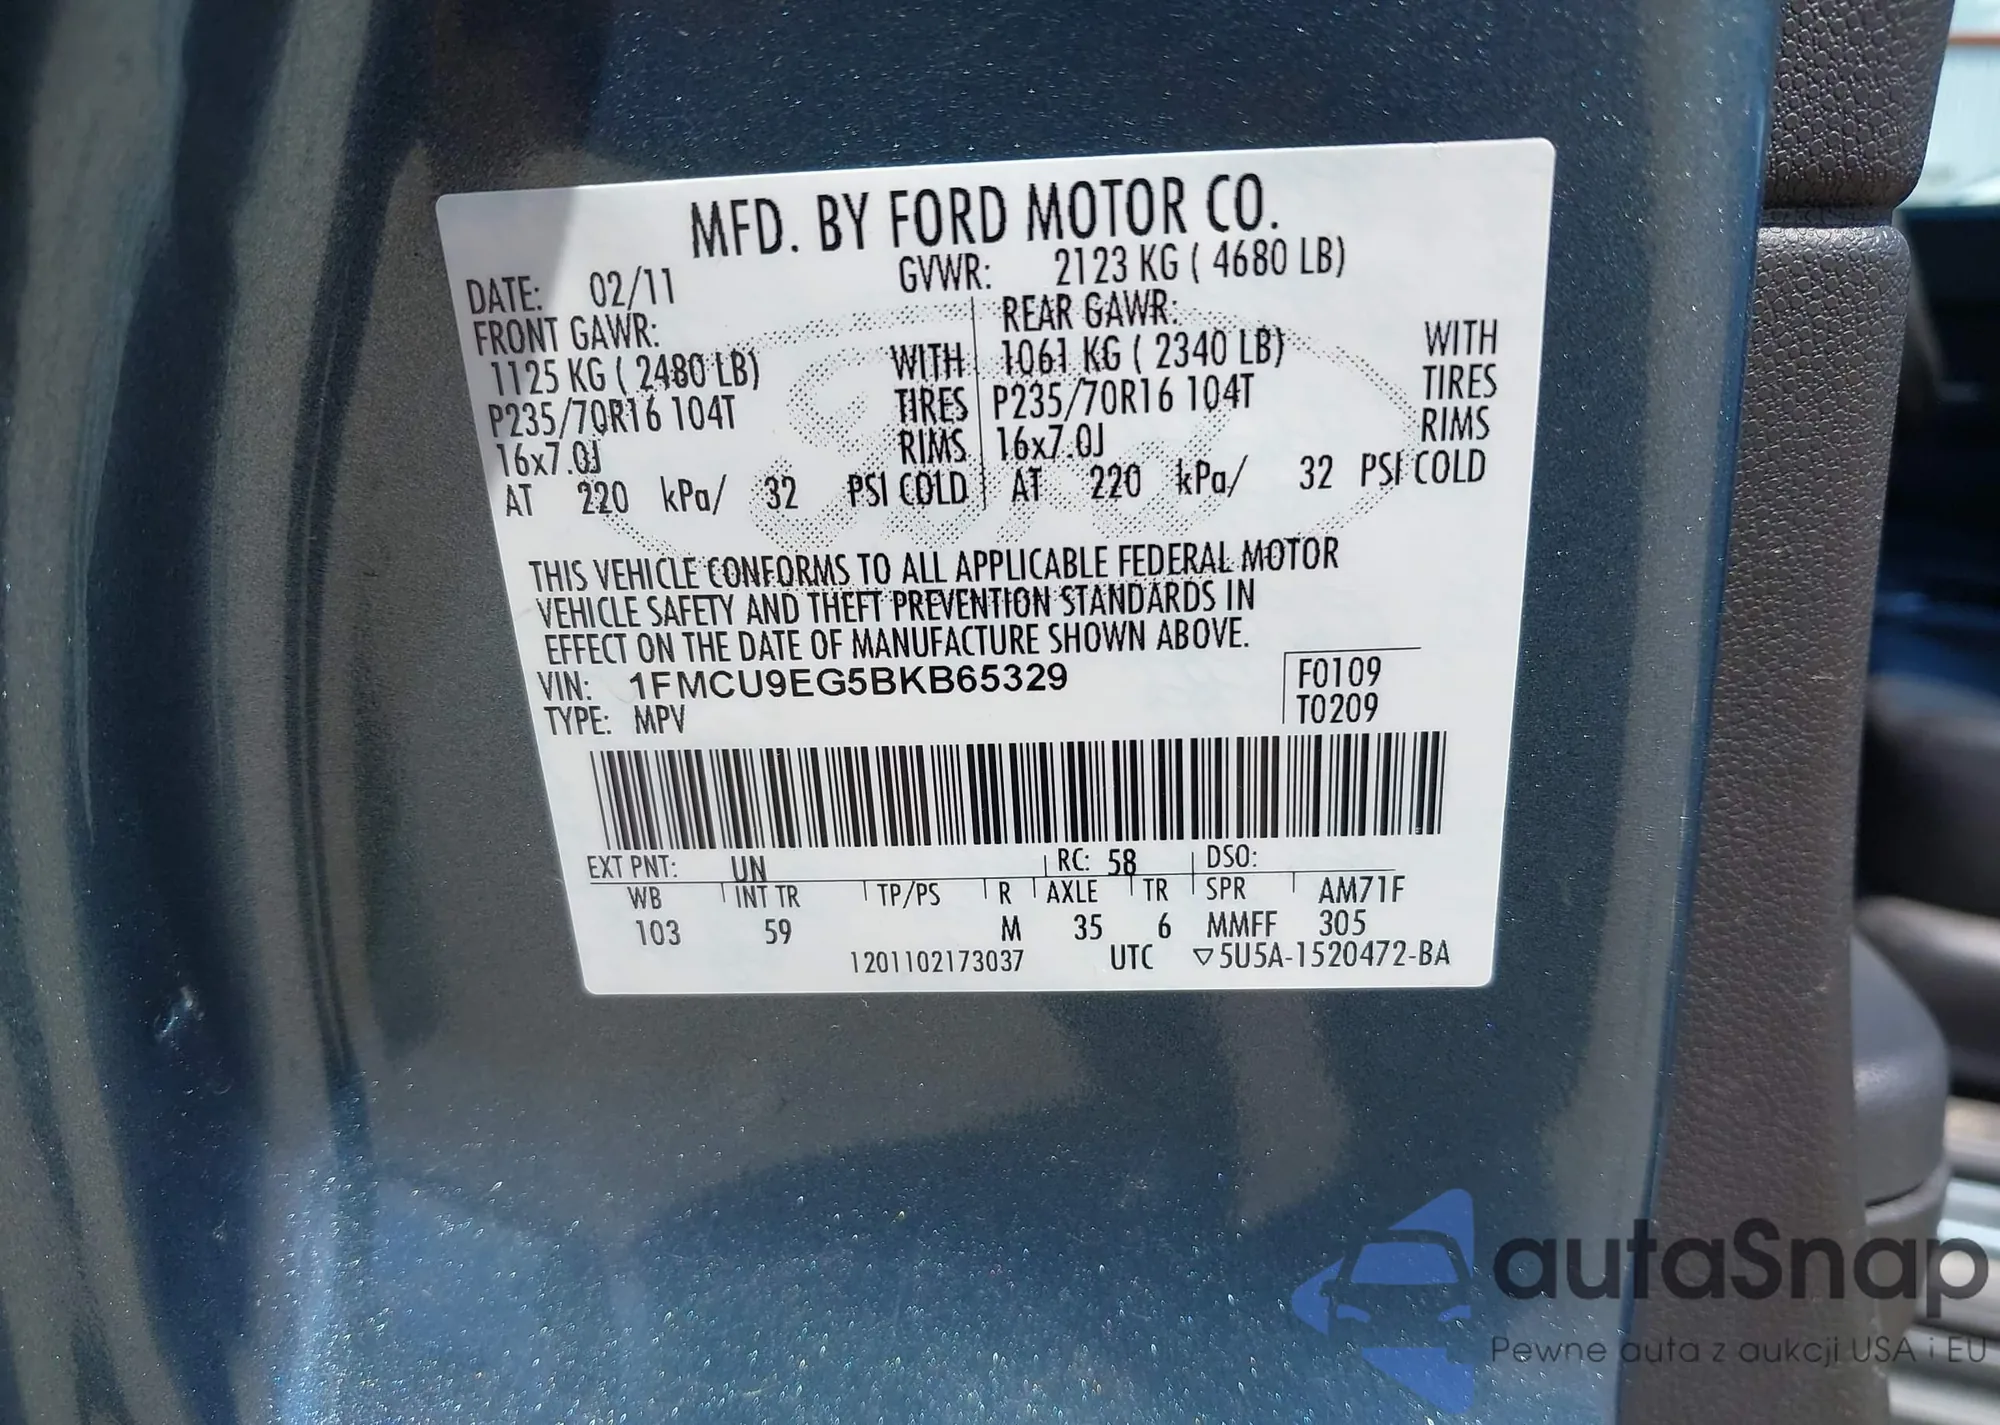 MFD. BY FORD MOTOR CO.
DATE: 02/11 GVWR: 2123 KG ( 4680 LB)
FRONT GAWR: REAR GAWR:
1125 KG ( 2480 LB) WITH 1061 KG ( 2340 LB) WITH
P235/70R16 104T TIRES P235/70R16 104T TIRES
16x7.0J RIMS 16x7.0J RIMS
AT 220 kPa/ 32 PSI COLD AT 220 kPa/ 32 PSI COLD
THIS VEHICLE CONFORMS TO ALL APPLICABLE FEDERAL MOTOR
VEHICLE SAFETY AND THEFT PREVENTION STANDARDS IN
EFFECT ON THE DATE OF MANUFACTURE SHOWN ABOVE.
VIN: 1FMCU9EG5BKB65329 F0109
TYPE: MPV T0209
EXT PNT: UN RC: 58 DSO:
WB INT TR TP/PS R AXLE TR SPR AM71F
103 59 M 35 6 MMFF 305
1201102173037 UTC ▽5U5A-1520472-BA
autaSnap
Pewne auta z aukcji USA i EU